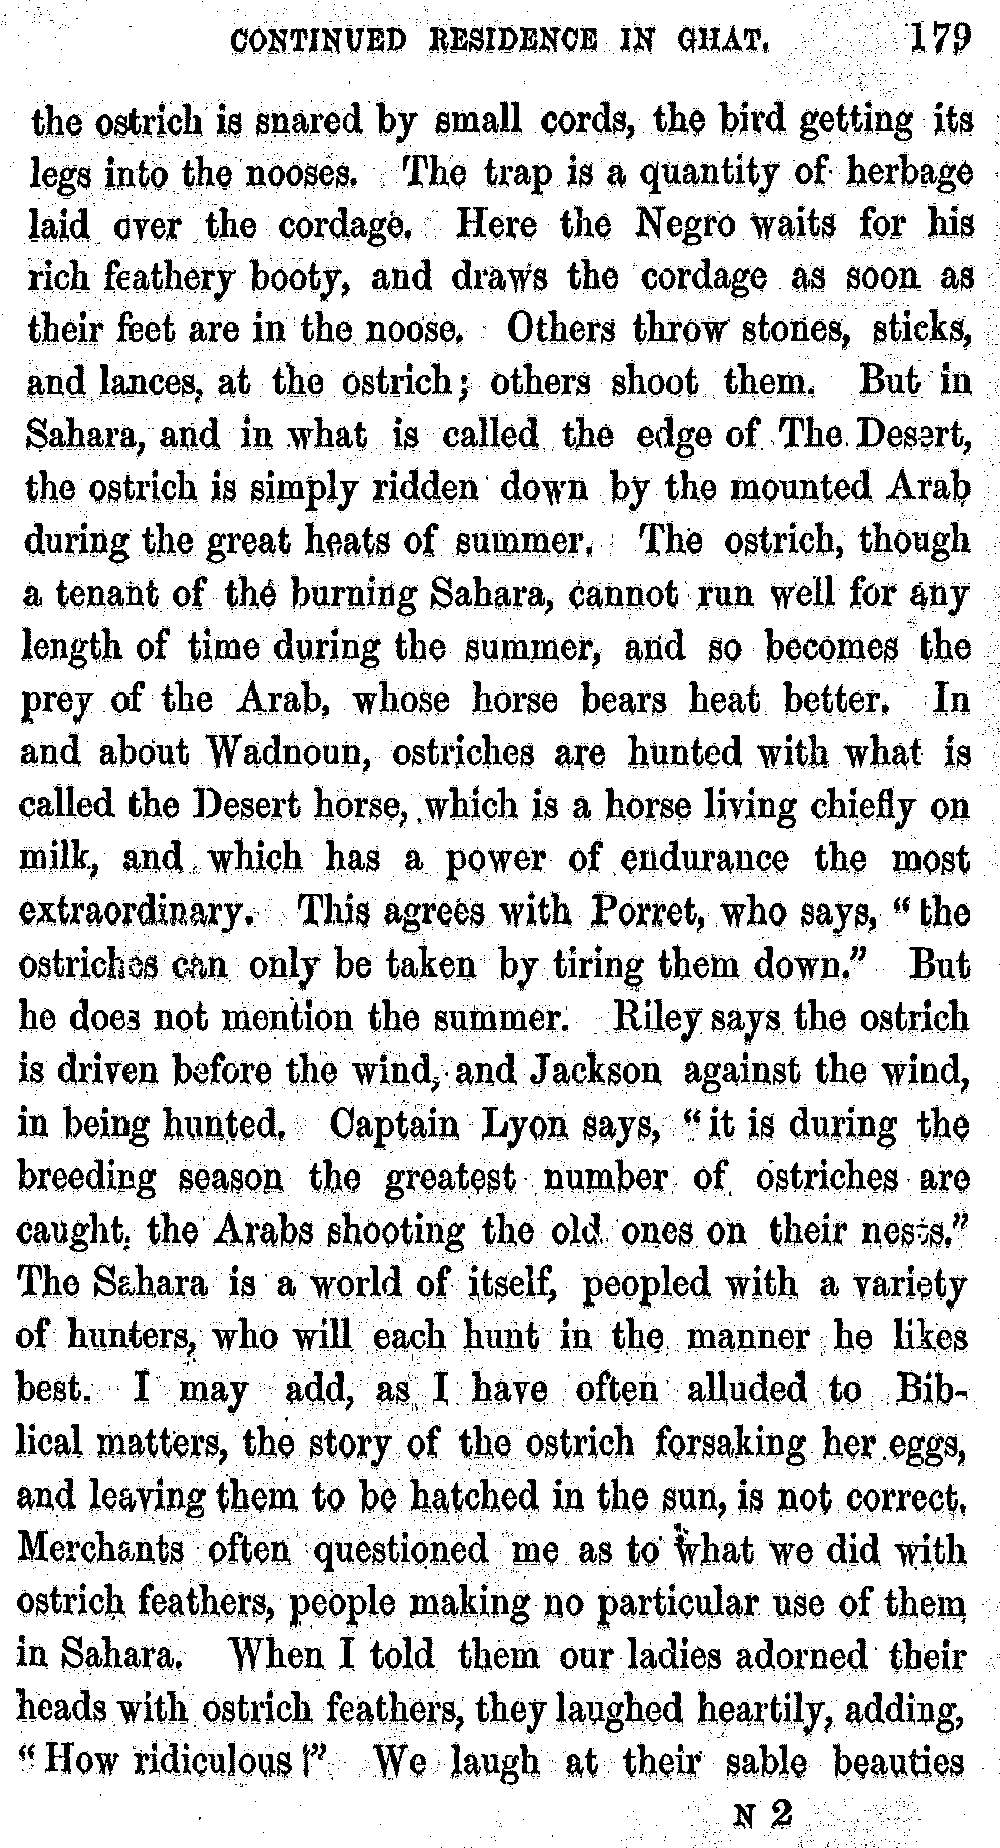 CONTINUED RESIDENCE IN GHAT. 179
the ostrich is snared by small cords, the bird getting its
legs into the nooses. The trap is a quantity of herbage
laid over the cordage. Here the Negro waits for his
rich feathery booty, and draws the cordage as soon as
their feet are in the noose. Others throw stones, sticks,
and lances, at the ostrich; others shoot them. But in
Sahara, and in what is called the edge of The Desert,
the ostrich is simply ridden down by the mounted Arab
during the great heats of summer. The ostrich, though
a tenant of the burning Sahara, cannot run well for any
length of time during the summer, and so becomes the
prey of the Arab, whose horse bears heat better. In
and about Wadnoun, ostriches are hunted with what is
called the Desert horse, which is a horse living chiefly on
milk, and which has a power of endurance the most
extraordinary. This agrees with Porret, who says, "the
ostriches can only be taken by tiring them down." But
he does not mention the summer. Riley says the ostrich
is driven before the wind, and Jackson against the wind,
in being hunted. Captain Lyon says, "it is during the
breeding season the greatest number of ostriches are
caught, the Arabs shooting the old ones on their nests."
The Sahara is a world of itself, peopled with a variety
of hunters, who will each hunt in the manner he likes
best. I may add, as I have often alluded to Bib-
lical matters, the story of the ostrich forsaking her eggs,
and leaving them to be hatched in the sun, is not correct.
Merchants often questioned me as to what we did with
ostrich feathers, people making no particular use of them
in Sahara. When I told them our ladies adorned their
heads with ostrich feathers, they laughed heartily, adding,
"How ridiculous!" We laugh at their sable beauties
N 2